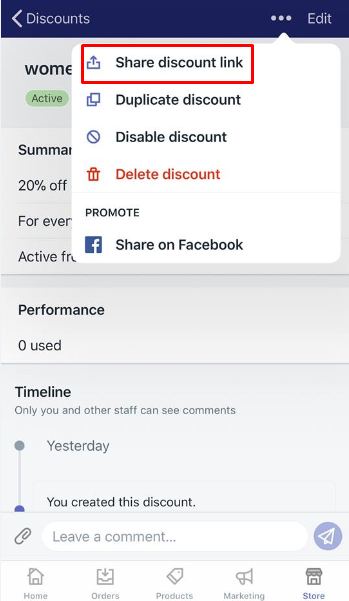 Discounts
Edit
wome
Share discount link
Active
Duplicate discount
Disable discount
Summar
Delete discount
20% off
PROMOTE
For ever
Share on Facebook
Active fr
Performance
0 used
Timeline
Only you and other staff can see comments
Yesterday
You created this discount.
Leave a comment...
Home Orders Products Marketing Store